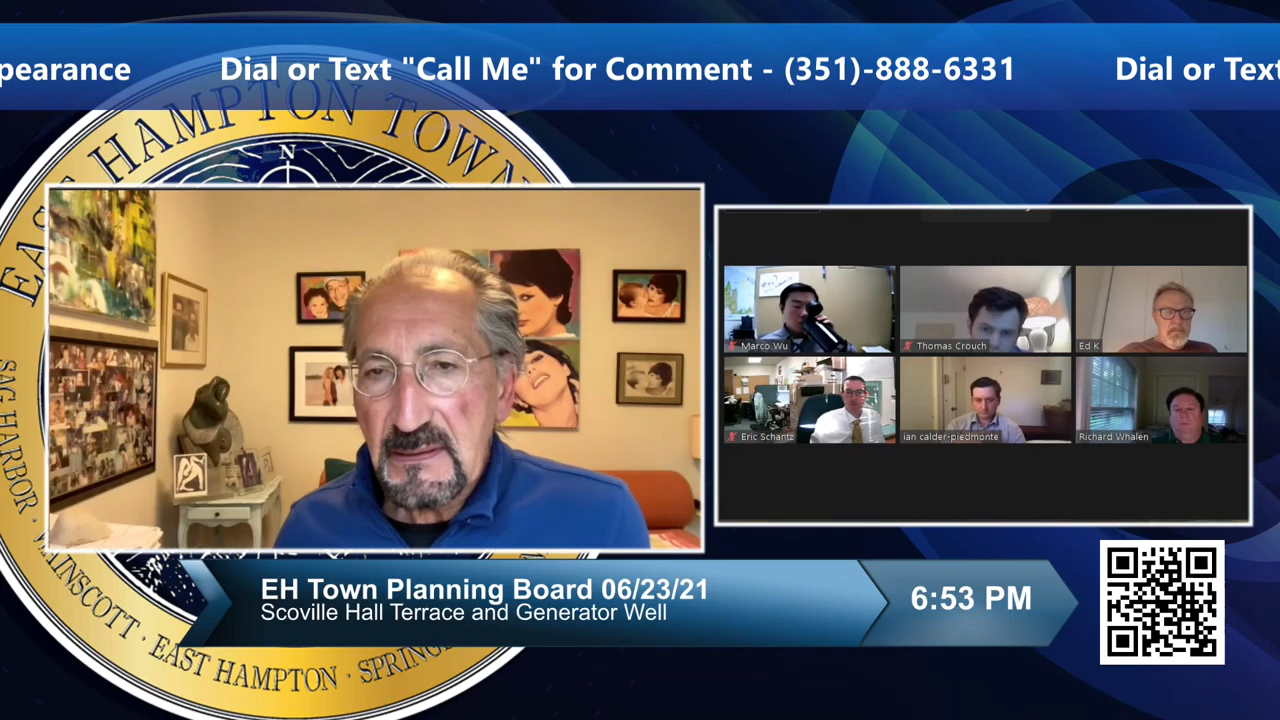 pearance
Dial or Text "Call Me" for Comment - (351)-888-6331
Dial or Text
EAST HAMPTON TOWN
N
SAG HARBOR · WAINSCOTT · EAST HAMPTON · SPRING
Marco Wu
Thomas Crouch
Ed K
Eric Schantz
ian calder-piedmonte
Richard Whalen
EH Town Planning Board 06/23/21
Scoville Hall Terrace and Generator Well
6:53 PM